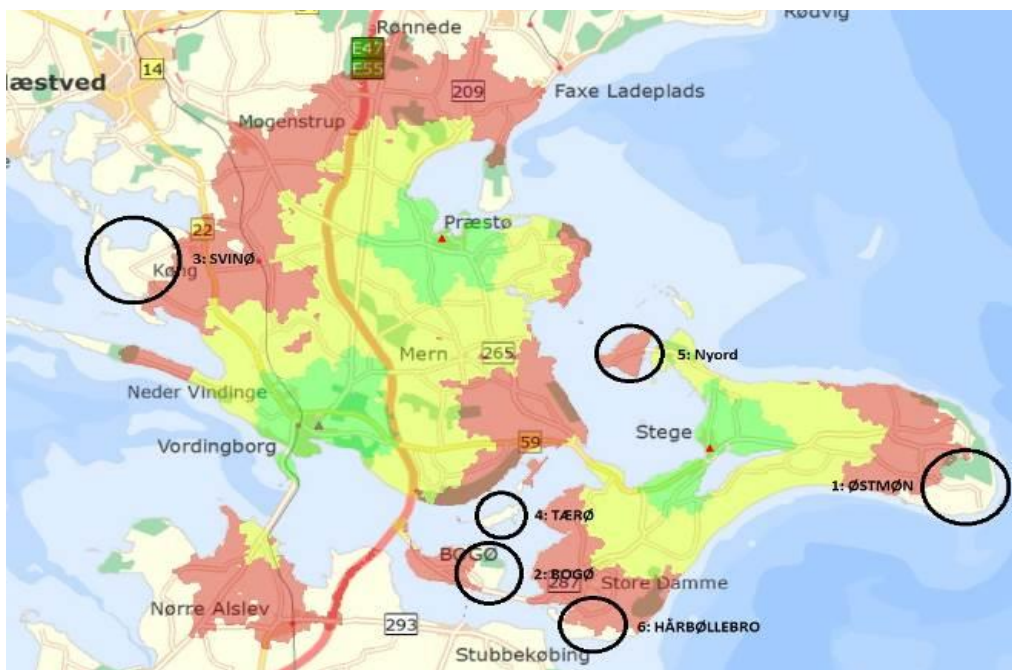 Rødvig
Rønnede
E47
E55
14
læstved
209
Faxe Ladeplads
Mogenstrup
Præstø
22
3: SVINØ
Køng
Mern
265
5: Nyord
Neder Vindinge
Vordingborg
59
Stege
1: ØSTMØN
4: TÆRØ
BOGØ
2: BOGØ
287
Store Damme
Nørre Alslev
293
6: HÅRBØLLEBRO
Stubbekøbing